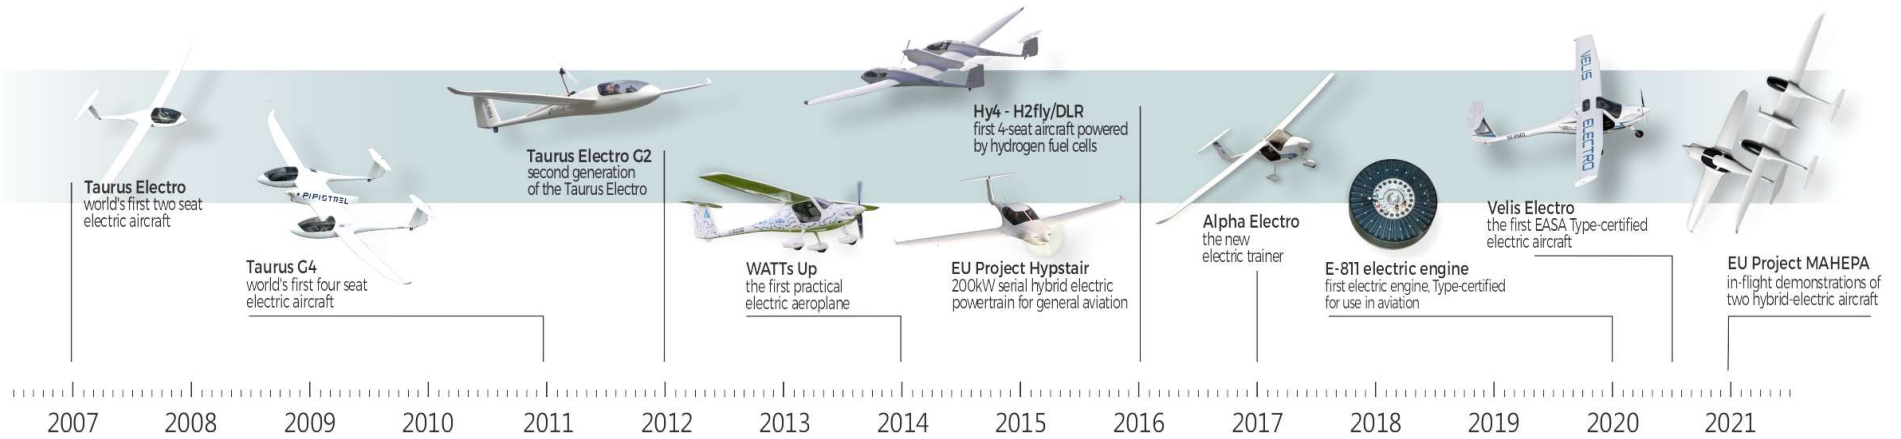 Taurus Electro
world's first two seat
electric aircraft
PIPISTREL
Taurus G4
world's first four seat
electric aircraft
Taurus Electro G2
second generation
of the Taurus Electro
WATTs Up
the first practical
electric aeroplane
Hy4 - H2fly/DLR
first 4-seat aircraft powered
by hydrogen fuel cells
EU Project Hypstair
200kW serial hybrid electric
powertrain for general aviation
Alpha Electro
the new
electric trainer
E-811 electric engine
first electric engine, Type-certified
for use in aviation
VELIS
ELECTRO
Velis Electro
the first EASA Type-certified
electric aircraft
EU Project MAHEPA
in-flight demonstrations of
two hybrid-electric aircraft
2007 2008 2009 2010 2011 2012 2013 2014 2015 2016 2017 2018 2019 2020 2021